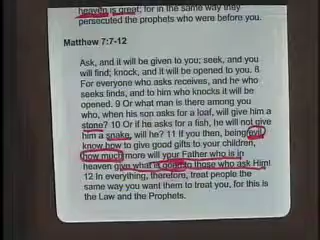 heaven is great; for in the same way they
persecuted the prophets who were before you.
Matthew 7:7-12
Ask, and it will be given to you; seek, and you
will find; knock, and it will be opened to you. 8
For everyone who asks receives, and he who
seeks finds, and to him who knocks it will be
opened. 9 Or what man is there among you
who, when his son asks for a loaf, will give him a
stone? 10 Or if he asks for a fish, he will not give
him a snake, will he? 11 If you then, being evil,
know how to give good gifts to your children,
how much more will your Father who is in
heaven give what is good to those who ask Him!
12 In everything, therefore, treat people the
same way you want them to treat you, for this is
the Law and the Prophets.